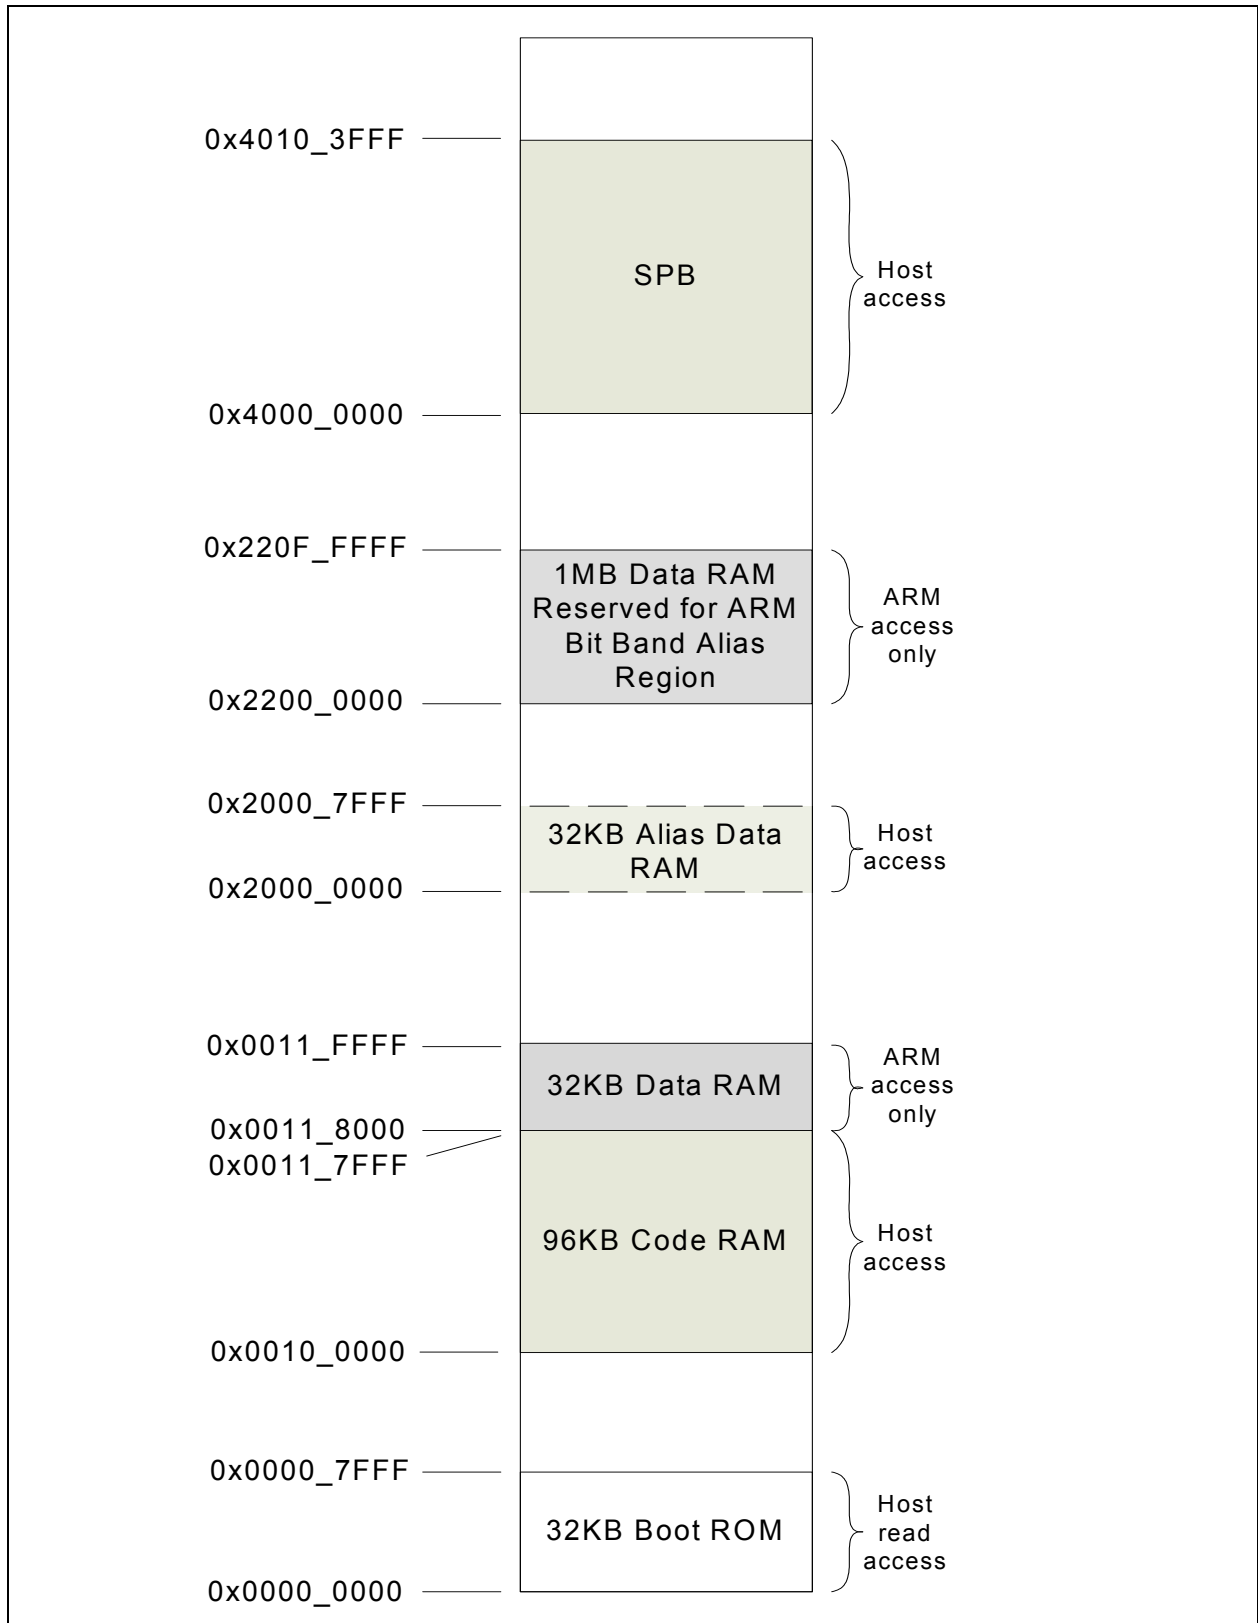 0x4010_3FFF
SPB
Host
access
0x4000_0000
0x220F_FFFF
1MB Data RAM
Reserved for ARM
Bit Band Alias
Region
ARM
access
only
0x2200_0000
0x2000_7FFF
32KB Alias Data
RAM
Host
access
0x2000_0000
0x0011_FFFF
32KB Data RAM
ARM
access
only
0x0011_8000
0x0011_7FFF
96KB Code RAM
Host
access
0x0010_0000
0x0000_7FFF
32KB Boot ROM
Host
read
access
0x0000_0000